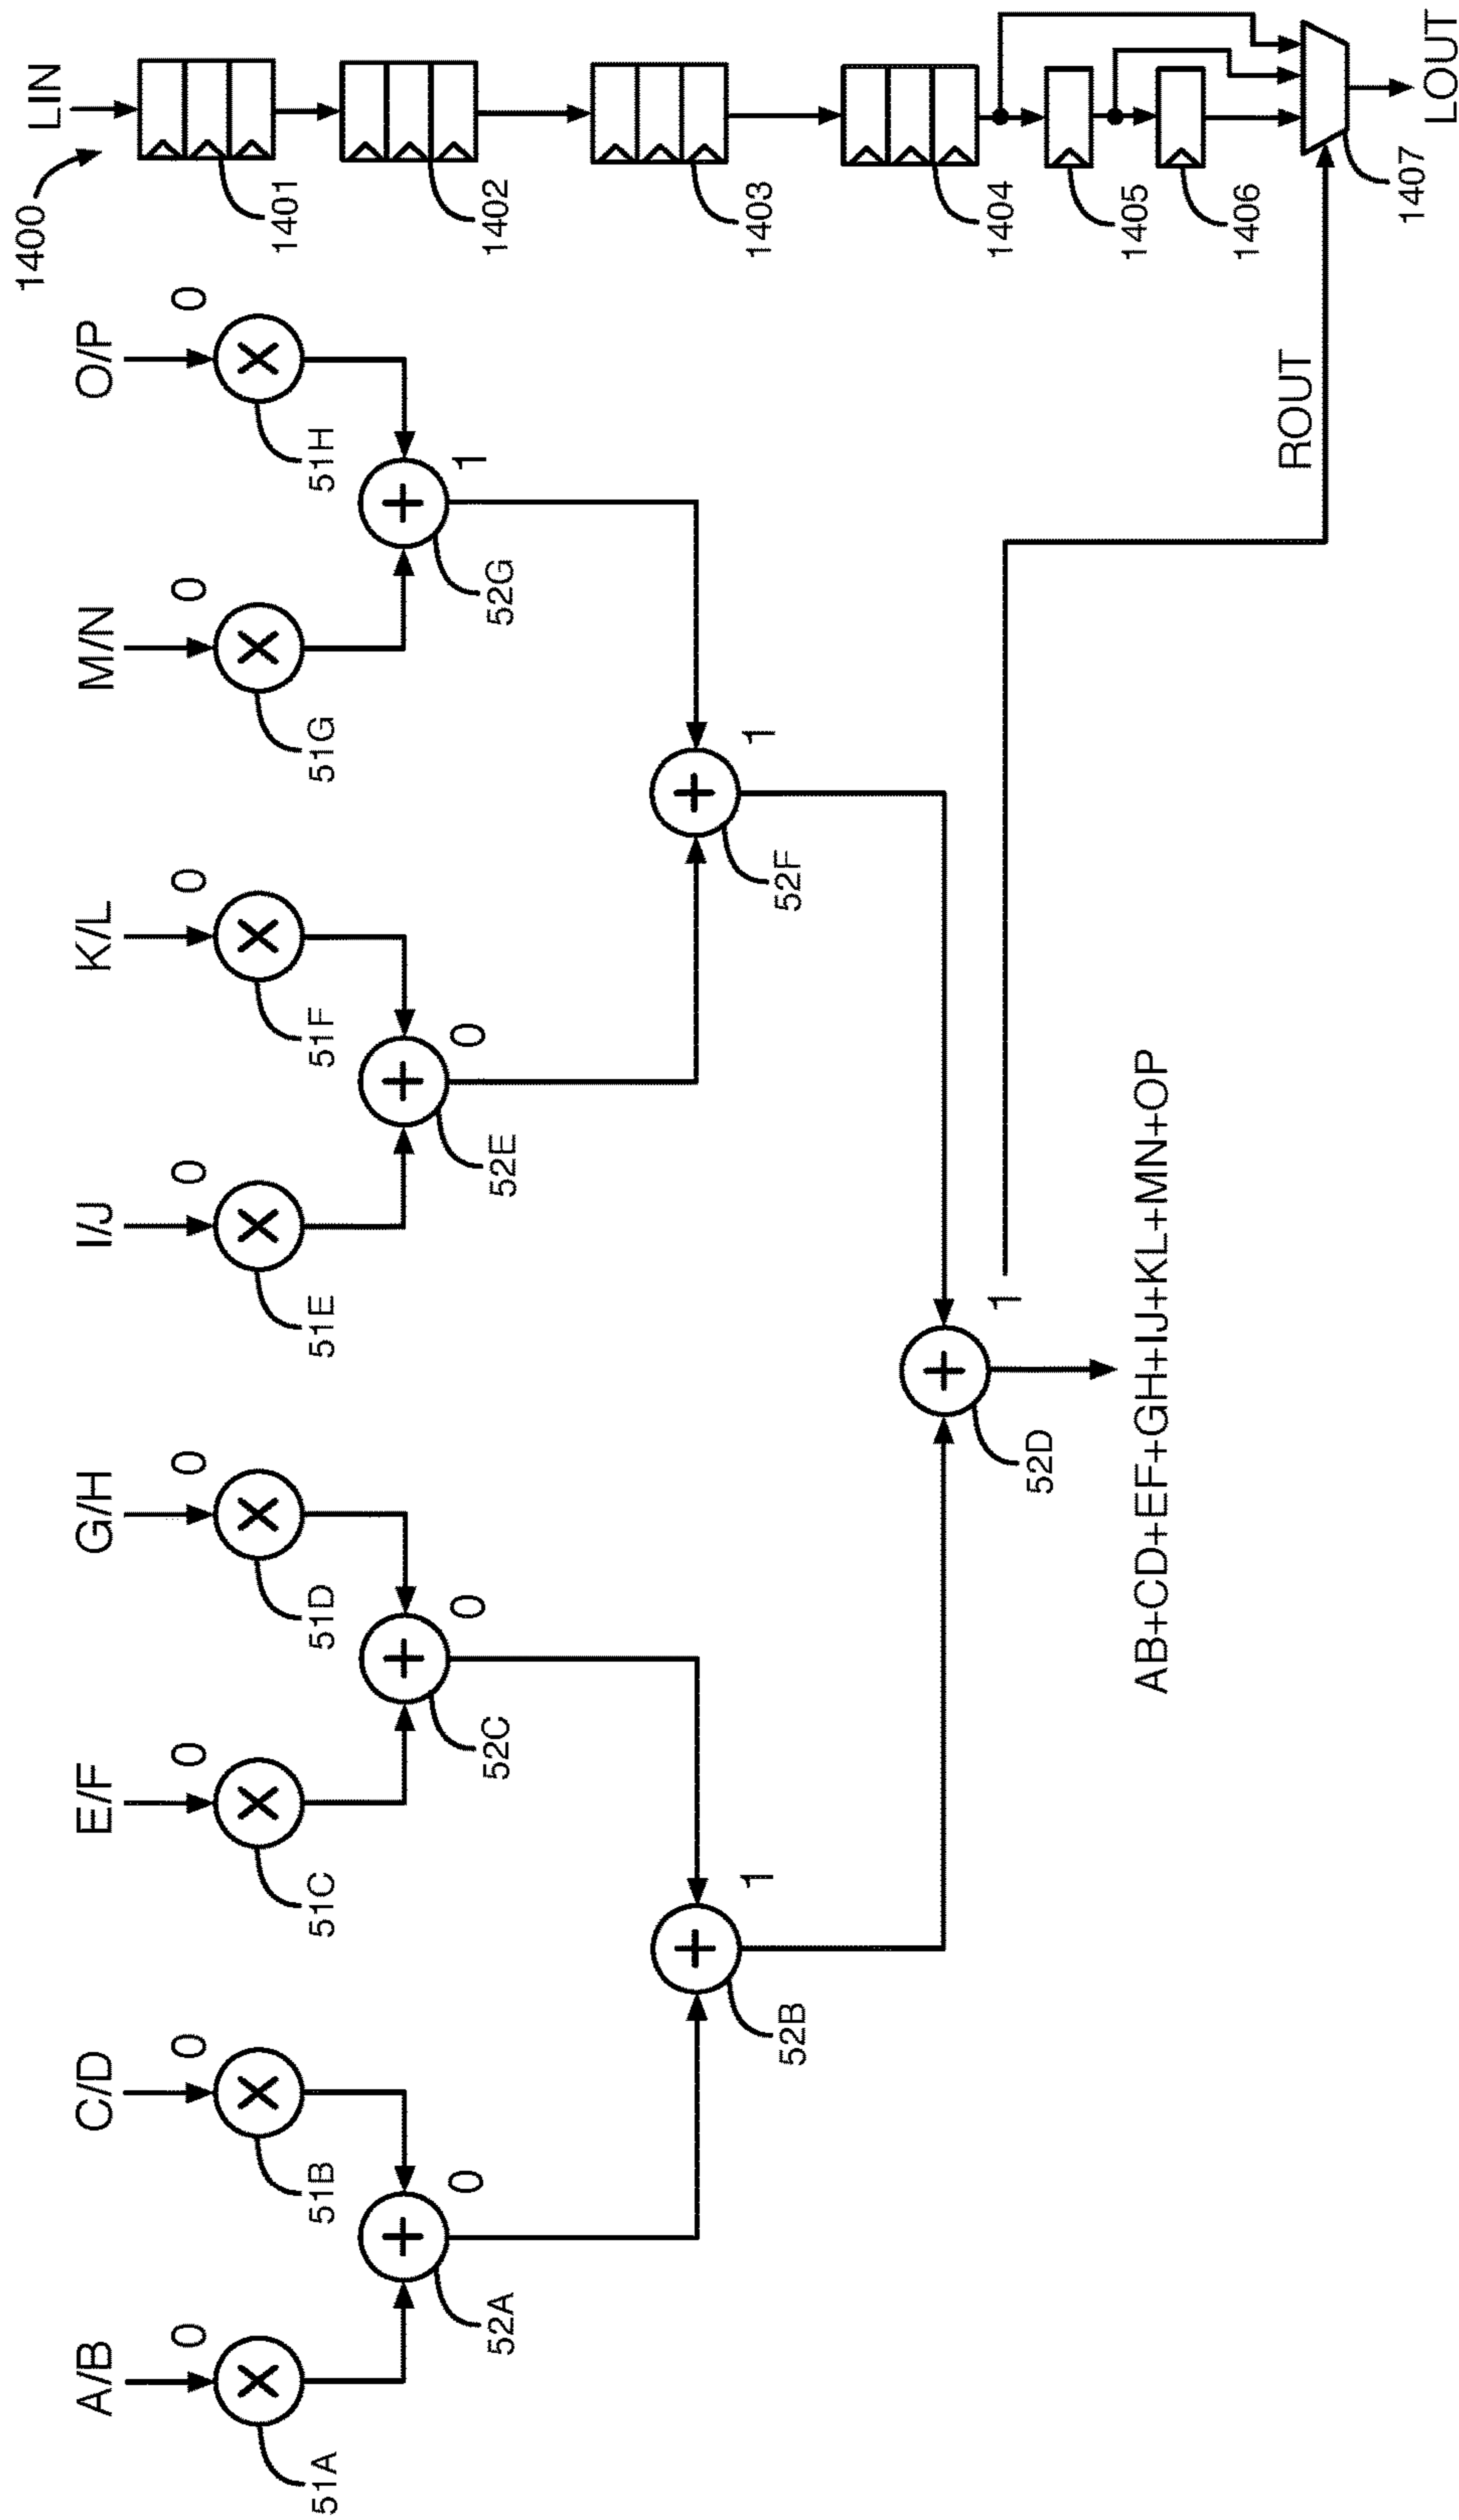 A/B
C/D
E/F
G/H
I/J
K/L
M/N
O/P
LIN
1400
0
0
0
0
0
0
0
0
51A
51B
51C
51D
51E
51F
51G
51H
1401
0
0
0
1
52A
52C
52E
52G
1402
1
1
52B
52F
1403
1
52D
1404
AB+CD+EF+GH+IJ+KL+MN+OP
1405
1406
ROUT
1407
LOUT